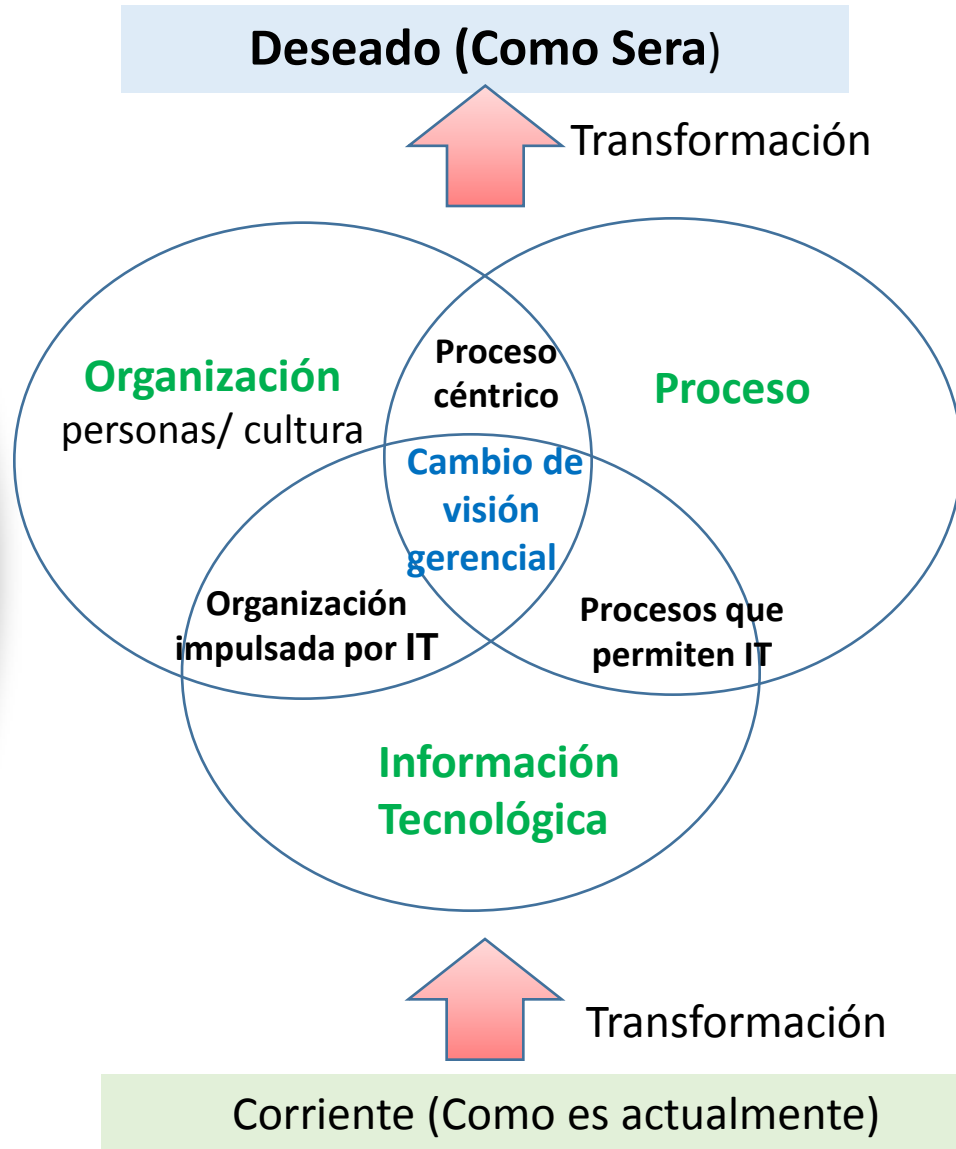 Deseado (Como Sera)
Transformación
Organización
personas/ cultura
Proceso
céntrico
Proceso
Cambio de
visión
gerencial
Organización
impulsada por IT
Procesos que
permiten IT
Información
Tecnológica
Transformación
Corriente (Como es actualmente)